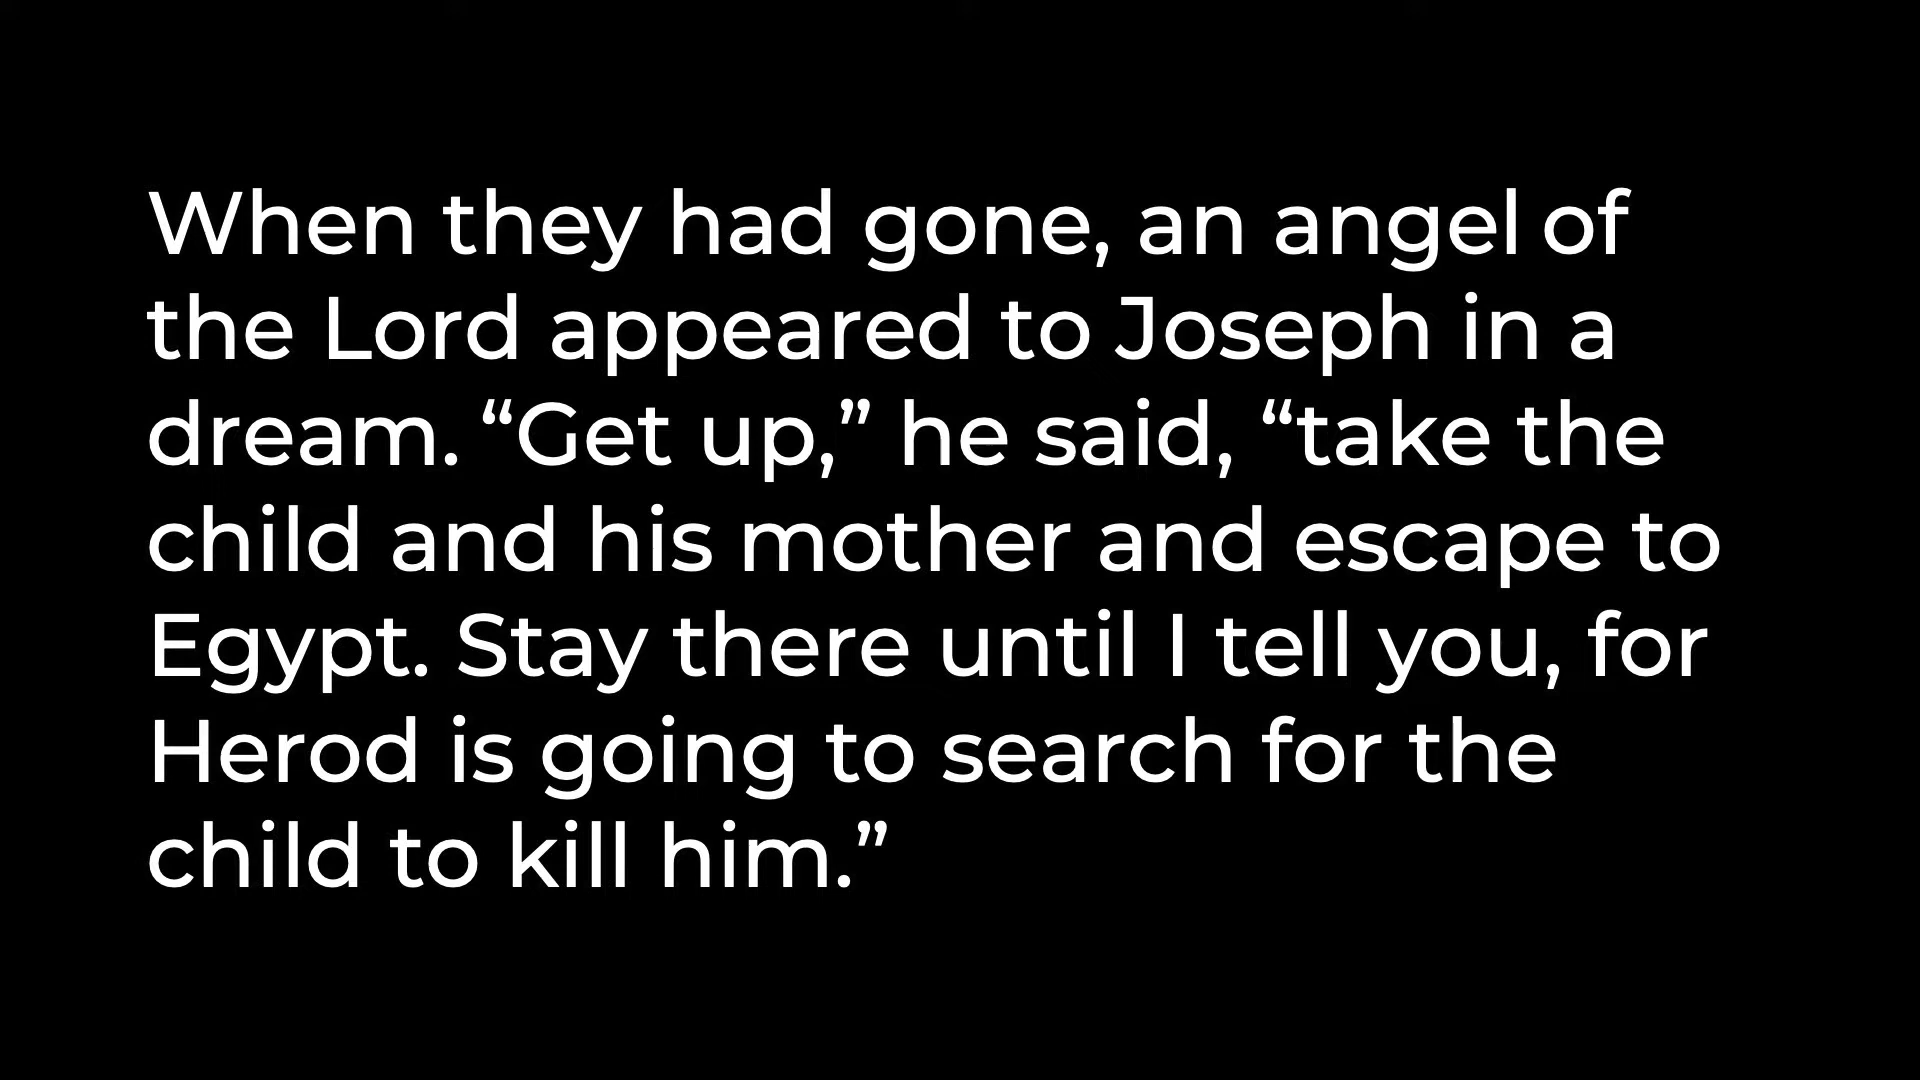 When they had gone, an angel of
the Lord appeared to Joseph in a
dream. “Get up,” he said, “take the
child and his mother and escape to
Egypt. Stay there until I tell you, for
Herod is going to search for the
child to kill him.”